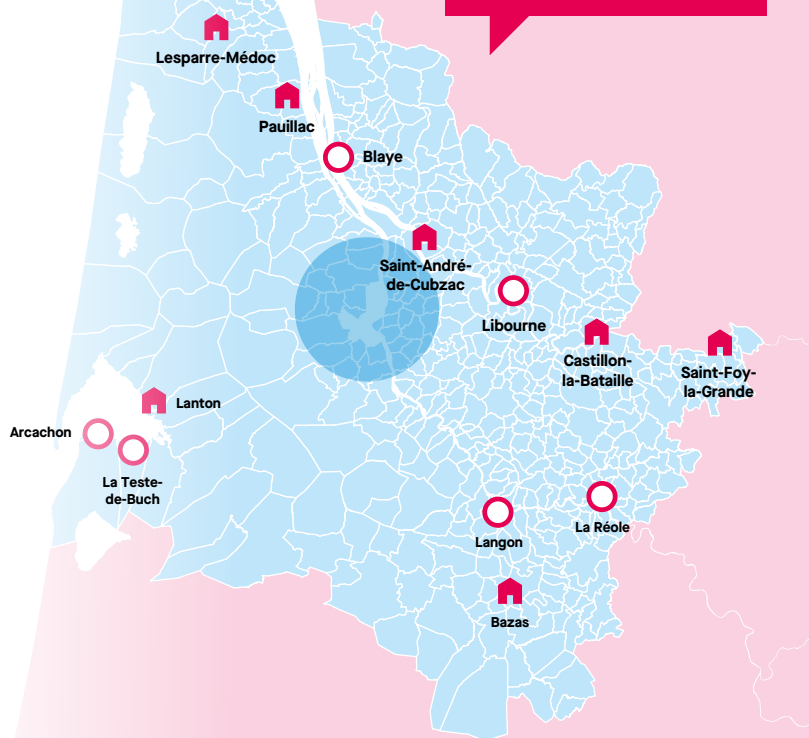 Lesparre-Médoc
Pauillac
Blaye
Saint-André-
de-Cubzac
Libourne
Castillon-
la-Bataille
Saint-Foy-
la-Grande
Lanton
Arcachon
La Teste-
de-Buch
Langon
La Réole
Bazas